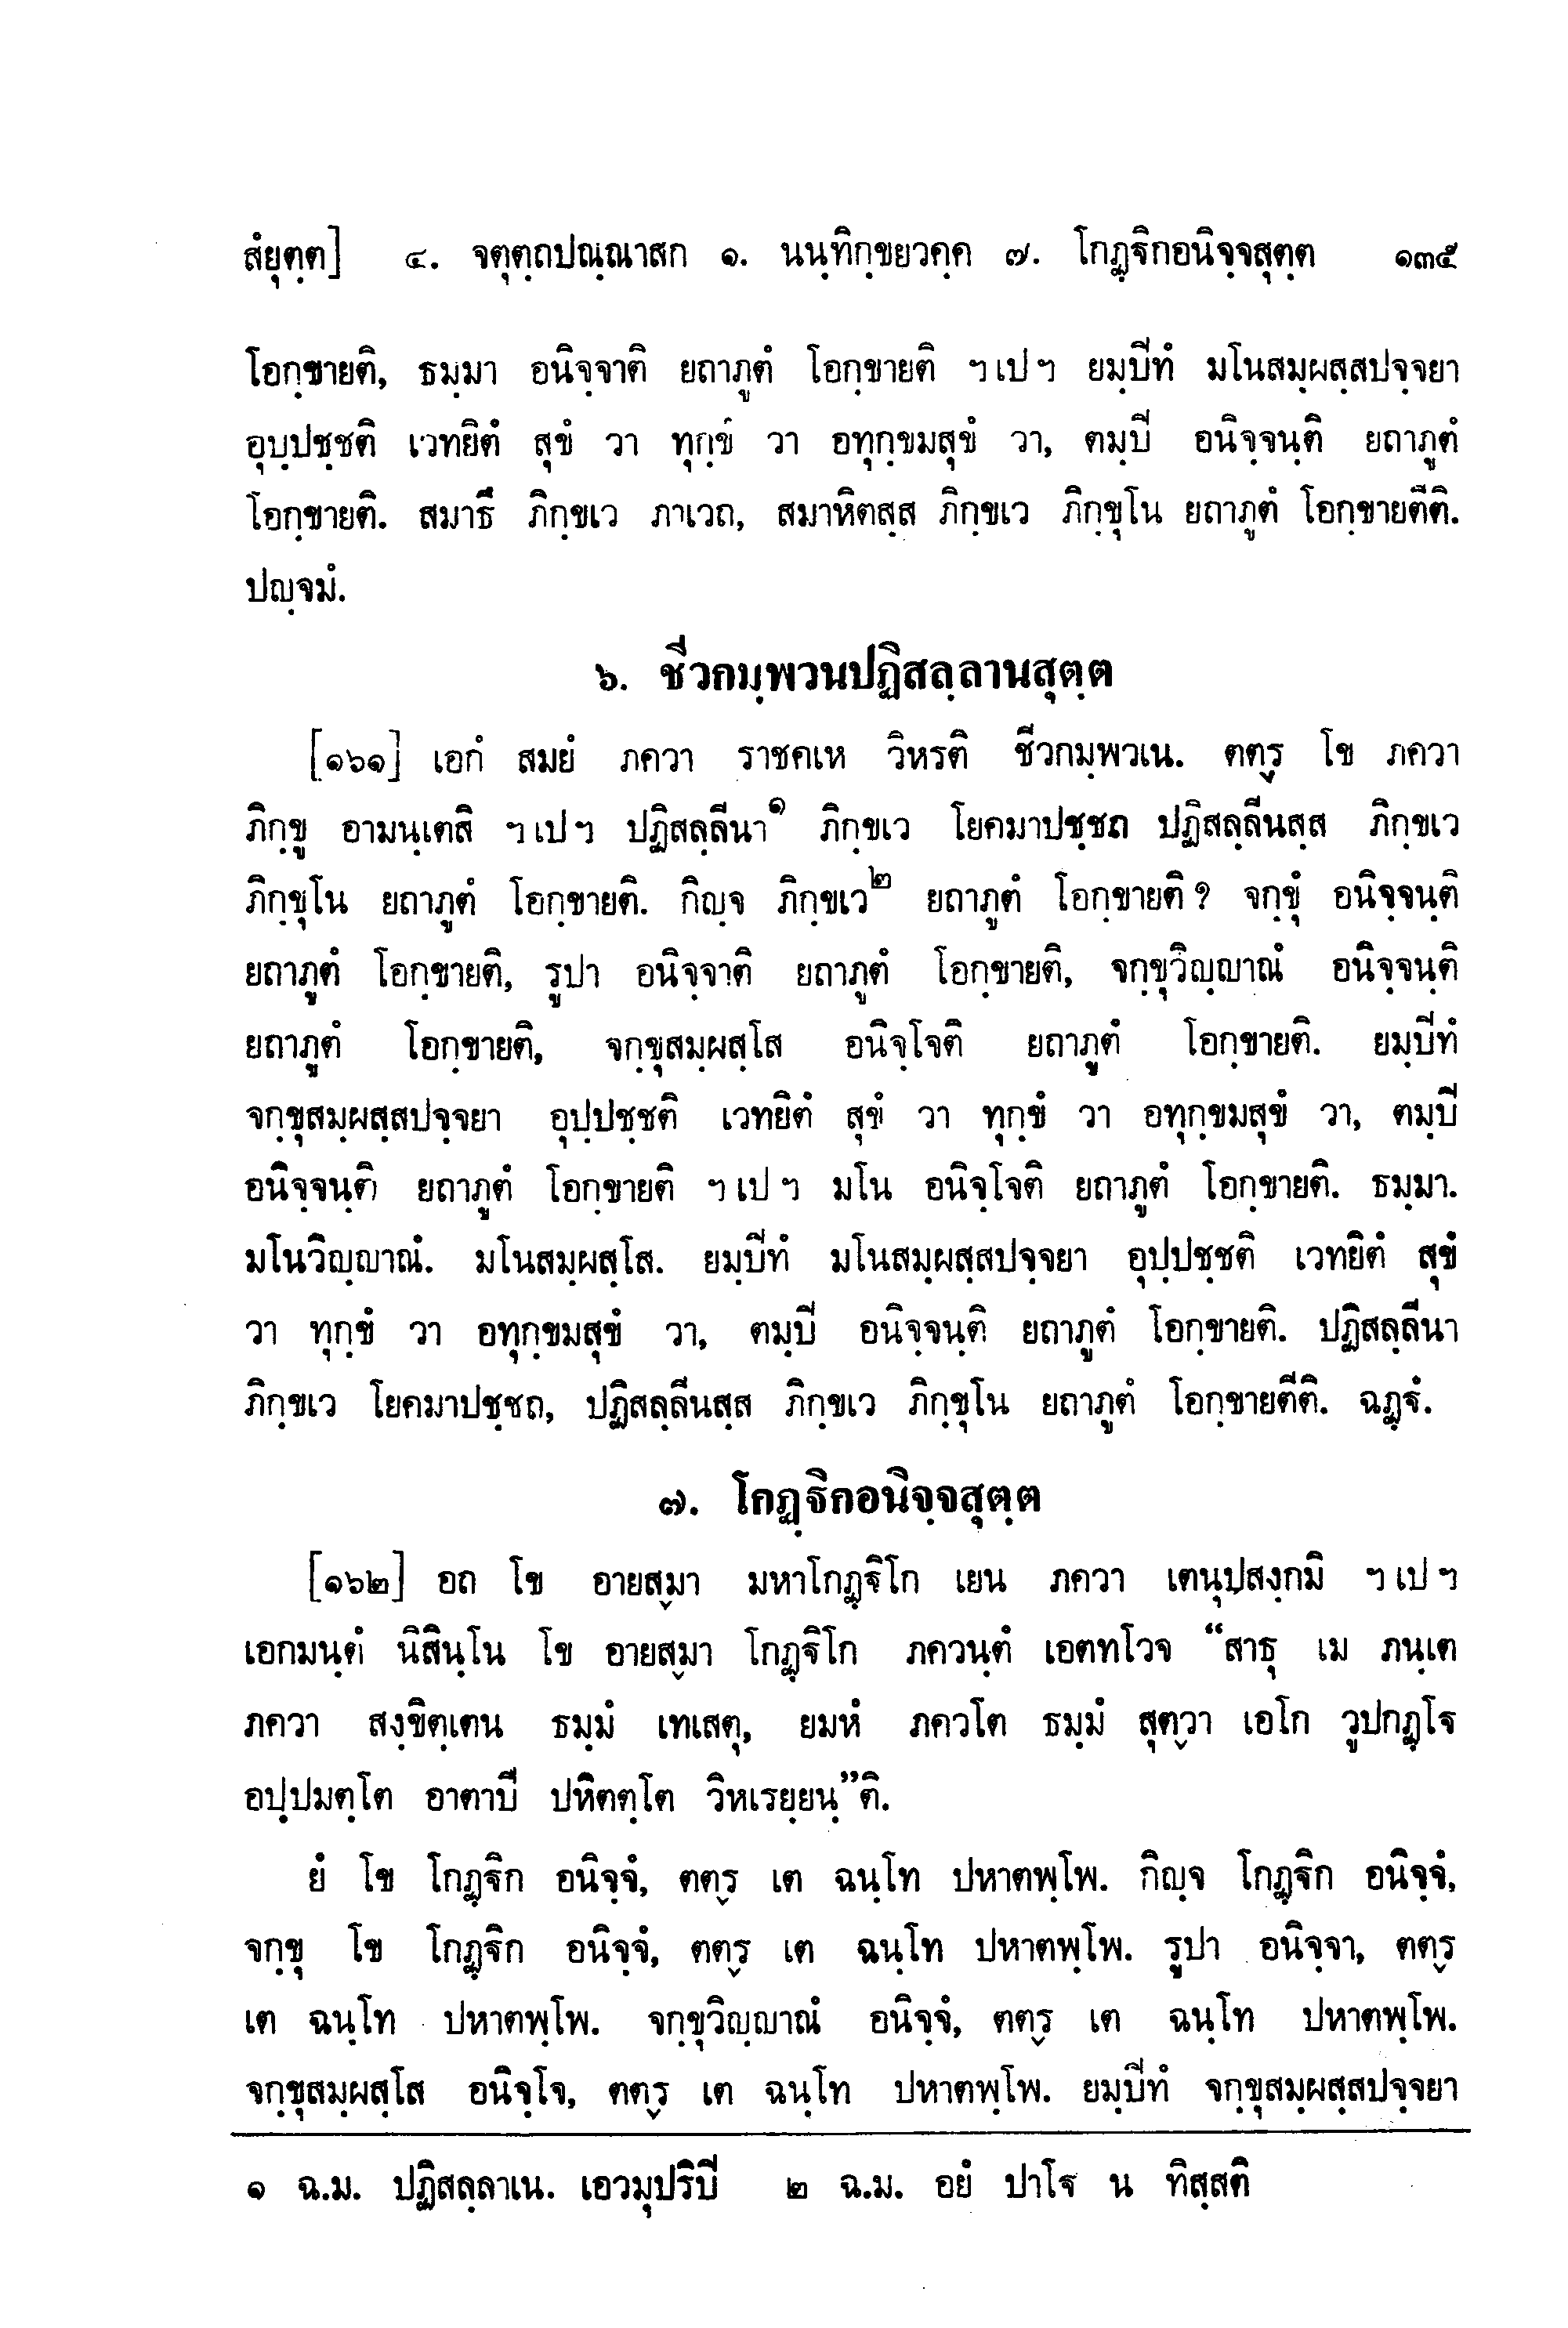 สํยุตฺต] ๔. จตุตฺถปณฺณาสก ๑. นนฺทิกฺขยวคฺค ๗. โกฏฺฐิกอนิจฺจสุตฺต ๑๓๕
โอกฺขายติ, ธมฺมา อนิจฺจาติ ยถาภูตํ โอกฺขายติ ฯเปฯ ยมฺปีทํ มโนสมฺผสฺสปจฺจยา
อุปฺปชฺชติ เวทยิตํ สุขํ วา ทุกฺขํ วา อทุกฺขมสุขํ วา, ตมฺปิ อนิจฺจนฺติ ยถาภูตํ
โอกฺขายติ. สมาธึ ภิกฺขเว ภาเวถ, สมาหิตสฺส ภิกฺขเว ภิกฺขุโน ยถาภูตํ โอกฺขายตีติ.
ปญฺจมํ.
๖. ชีวกมฺพวนปฏิสลฺลานสุตฺต
[๑๖๑] เอกํ สมยํ ภควา ราชคเห วิหรติ ชีวกมฺพวเน. ตตฺร โข ภควา
ภิกฺขู อามนฺเตสิ ฯเปฯ ปฏิสลฺลีนา๑ ภิกฺขเว โยคมาปชฺชถ ปฏิสลฺลีนสฺส ภิกฺขเว
ภิกฺขุโน ยถาภูตํ โอกฺขายติ. กิญฺจ ภิกฺขเว๒ ยถาภูตํ โอกฺขายติ? จกฺขุํ อนิจฺจนฺติ
ยถาภูตํ โอกฺขายติ, รูปา อนิจฺจาติ ยถาภูตํ โอกฺขายติ, จกฺขุวิญฺญาณํ อนิจฺจนฺติ
ยถาภูตํ โอกฺขายติ, จกฺขุสมฺผสฺโส อนิจฺโจติ ยถาภูตํ โอกฺขายติ. ยมฺปีทํ
จกฺขุสมฺผสฺสปจฺจยา อุปฺปชฺชติ เวทยิตํ สุขํ วา ทุกฺขํ วา อทุกฺขมสุขํ วา, ตมฺปิ
อนิจฺจนฺติ ยถาภูตํ โอกฺขายติ ฯเปฯ มโน อนิจฺโจติ ยถาภูตํ โอกฺขายติ. ธมฺมา.
มโนวิญฺญาณํ. มโนสมฺผสฺโส. ยมฺปีทํ มโนสมฺผสฺสปจฺจยา อุปฺปชฺชติ เวทยิตํ สุขํ
วา ทุกฺขํ วา อทุกฺขมสุขํ วา, ตมฺปิ อนิจฺจนฺติ ยถาภูตํ โอกฺขายติ. ปฏิสลฺลีนา
ภิกฺขเว โยคมาปชฺชถ, ปฏิสลฺลีนสฺส ภิกฺขเว ภิกฺขุโน ยถาภูตํ โอกฺขายตีติ. ฉฏฺฐํ.
๗. โกฏฺฐิกอนิจฺจสุตฺต
[๑๖๒] อถ โข อายสฺมา มหาโกฏฺฐิโก เยน ภควา เตนุปสงฺกมิ ฯเปฯ
เอกมนฺตํ นิสินฺโน โข อายสฺมา โกฏฺฐิโก ภควนฺตํ เอตทโวจ “สาธุ เม ภนฺเต
ภควา สงฺขิตฺเตน ธมฺมํ เทเสตุ, ยมหํ ภควโต ธมฺมํ สุตฺวา เอโก วูปกฏฺโฐ
อปฺปมตฺโต อาตาปี ปหิตตฺโต วิหเรยฺยนฺ”ติ.
ยํ โข โกฏฺฐิก อนิจฺจํ, ตตฺร เต ฉนฺโท ปหาตพฺโพ. กิญฺจ โกฏฺฐิก อนิจฺจํ,
จกฺขุ โข โกฏฺฐิก อนิจฺจํ, ตตฺร เต ฉนฺโท ปหาตพฺโพ. รูปา อนิจฺจา, ตตฺร
เต ฉนฺโท ปหาตพฺโพ. จกฺขุวิญฺญาณํ อนิจฺจํ, ตตฺร เต ฉนฺโท ปหาตพฺโพ.
จกฺขุสมฺผสฺโส อนิจฺโจ, ตตฺร เต ฉนฺโท ปหาตพฺโพ. ยมฺปีทํ จกฺขุสมฺผสฺสปจฺจยา
๑ ฉ.ม. ปฏิสลฺลาเน. เอวมุปริปิ ๒ ฉ.ม. อยํ ปาโฐ น ทิสฺสติ